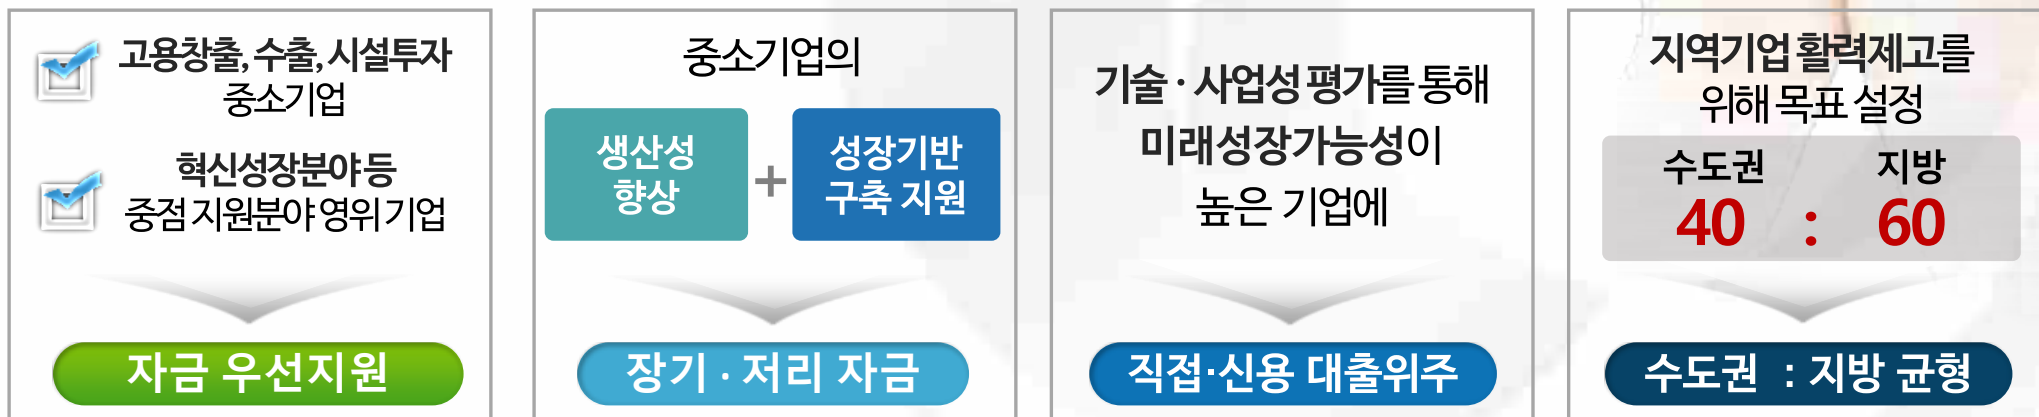 고용창출, 수출, 시설투자
중소기업
혁신성장분야 등
중점 지원분야 영위 기업
자금 우선지원
중소기업의
생산성
향상
+
성장기반
구축 지원
장기 · 저리 자금
기술 · 사업성 평가를 통해
미래성장가능성이
높은 기업에
직접·신용 대출위주
지역기업 활력제고를
위해 목표 설정
수도권 지방
40 : 60
수도권 : 지방 균형